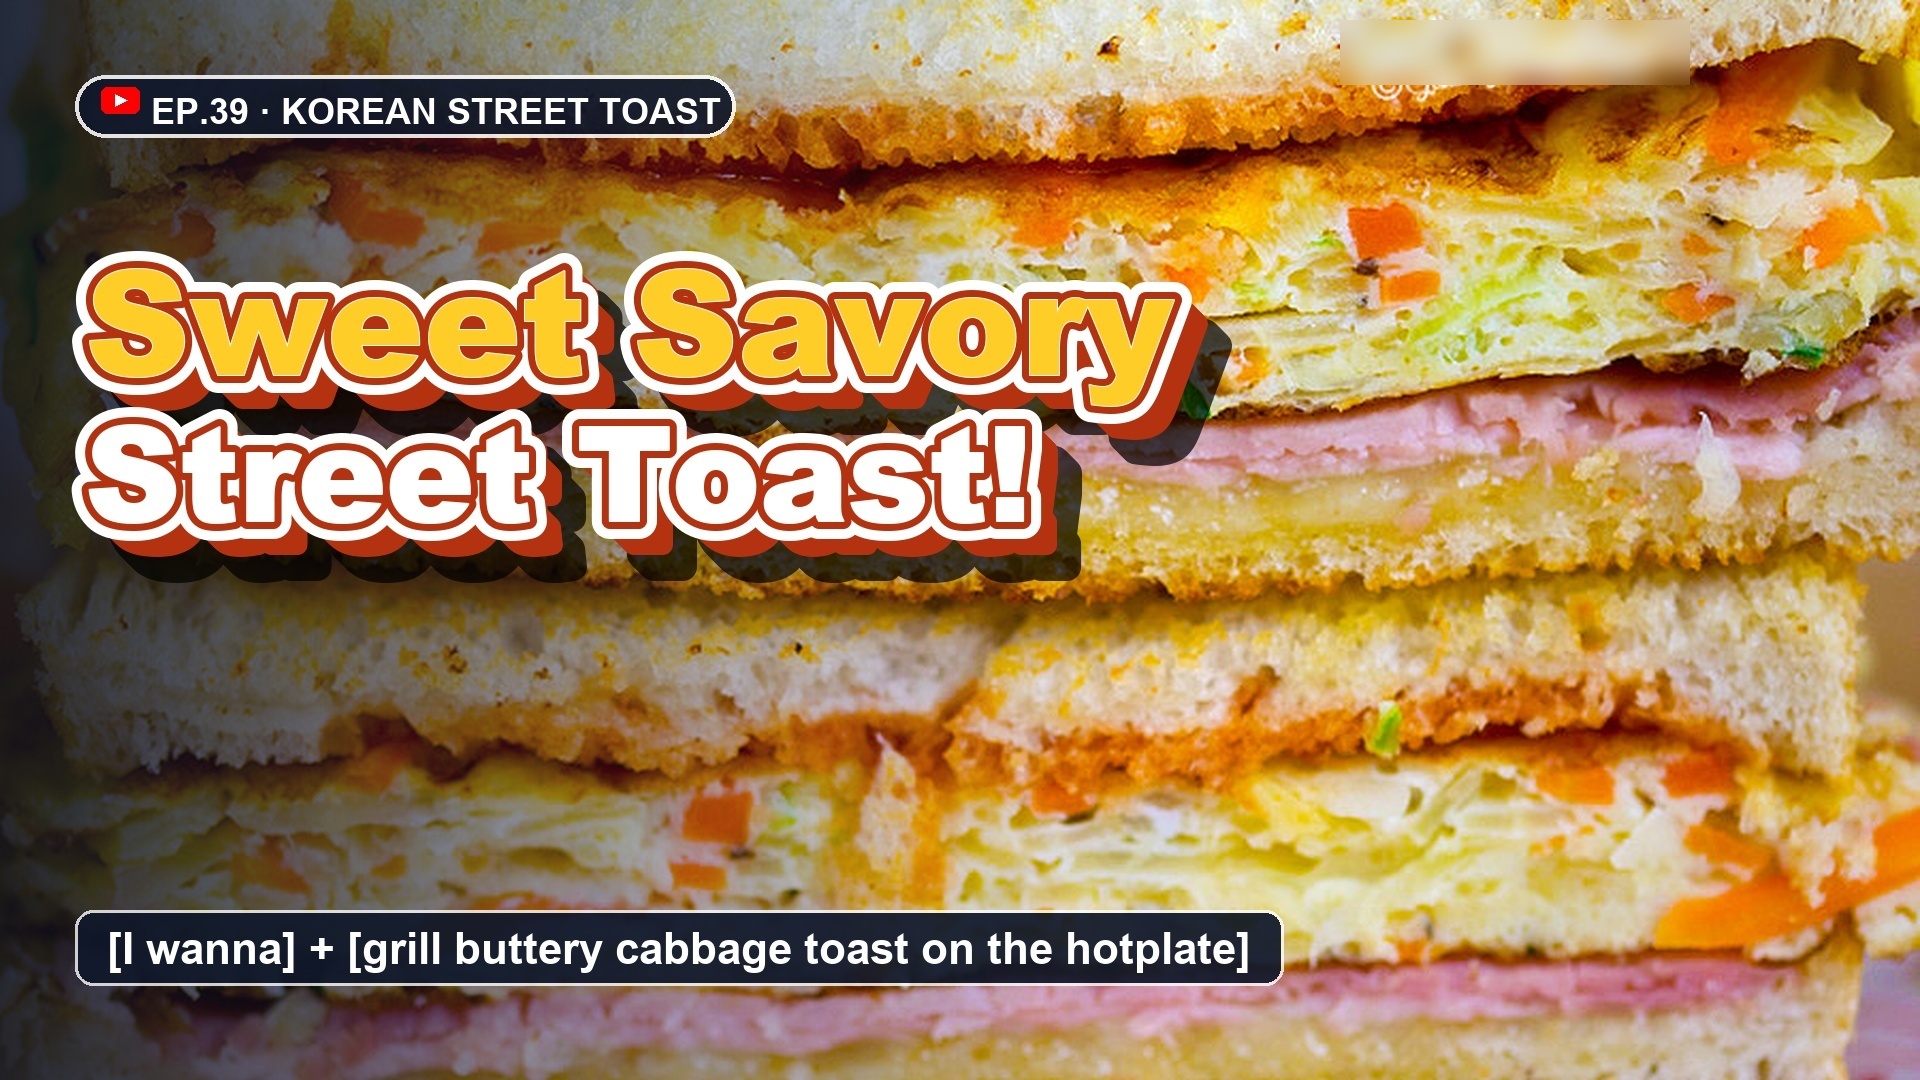 EP.39 · KOREAN STREET TOAST
Sweet Savory
Street Toast!
[I wanna] + [grill buttery cabbage toast on the hotplate]